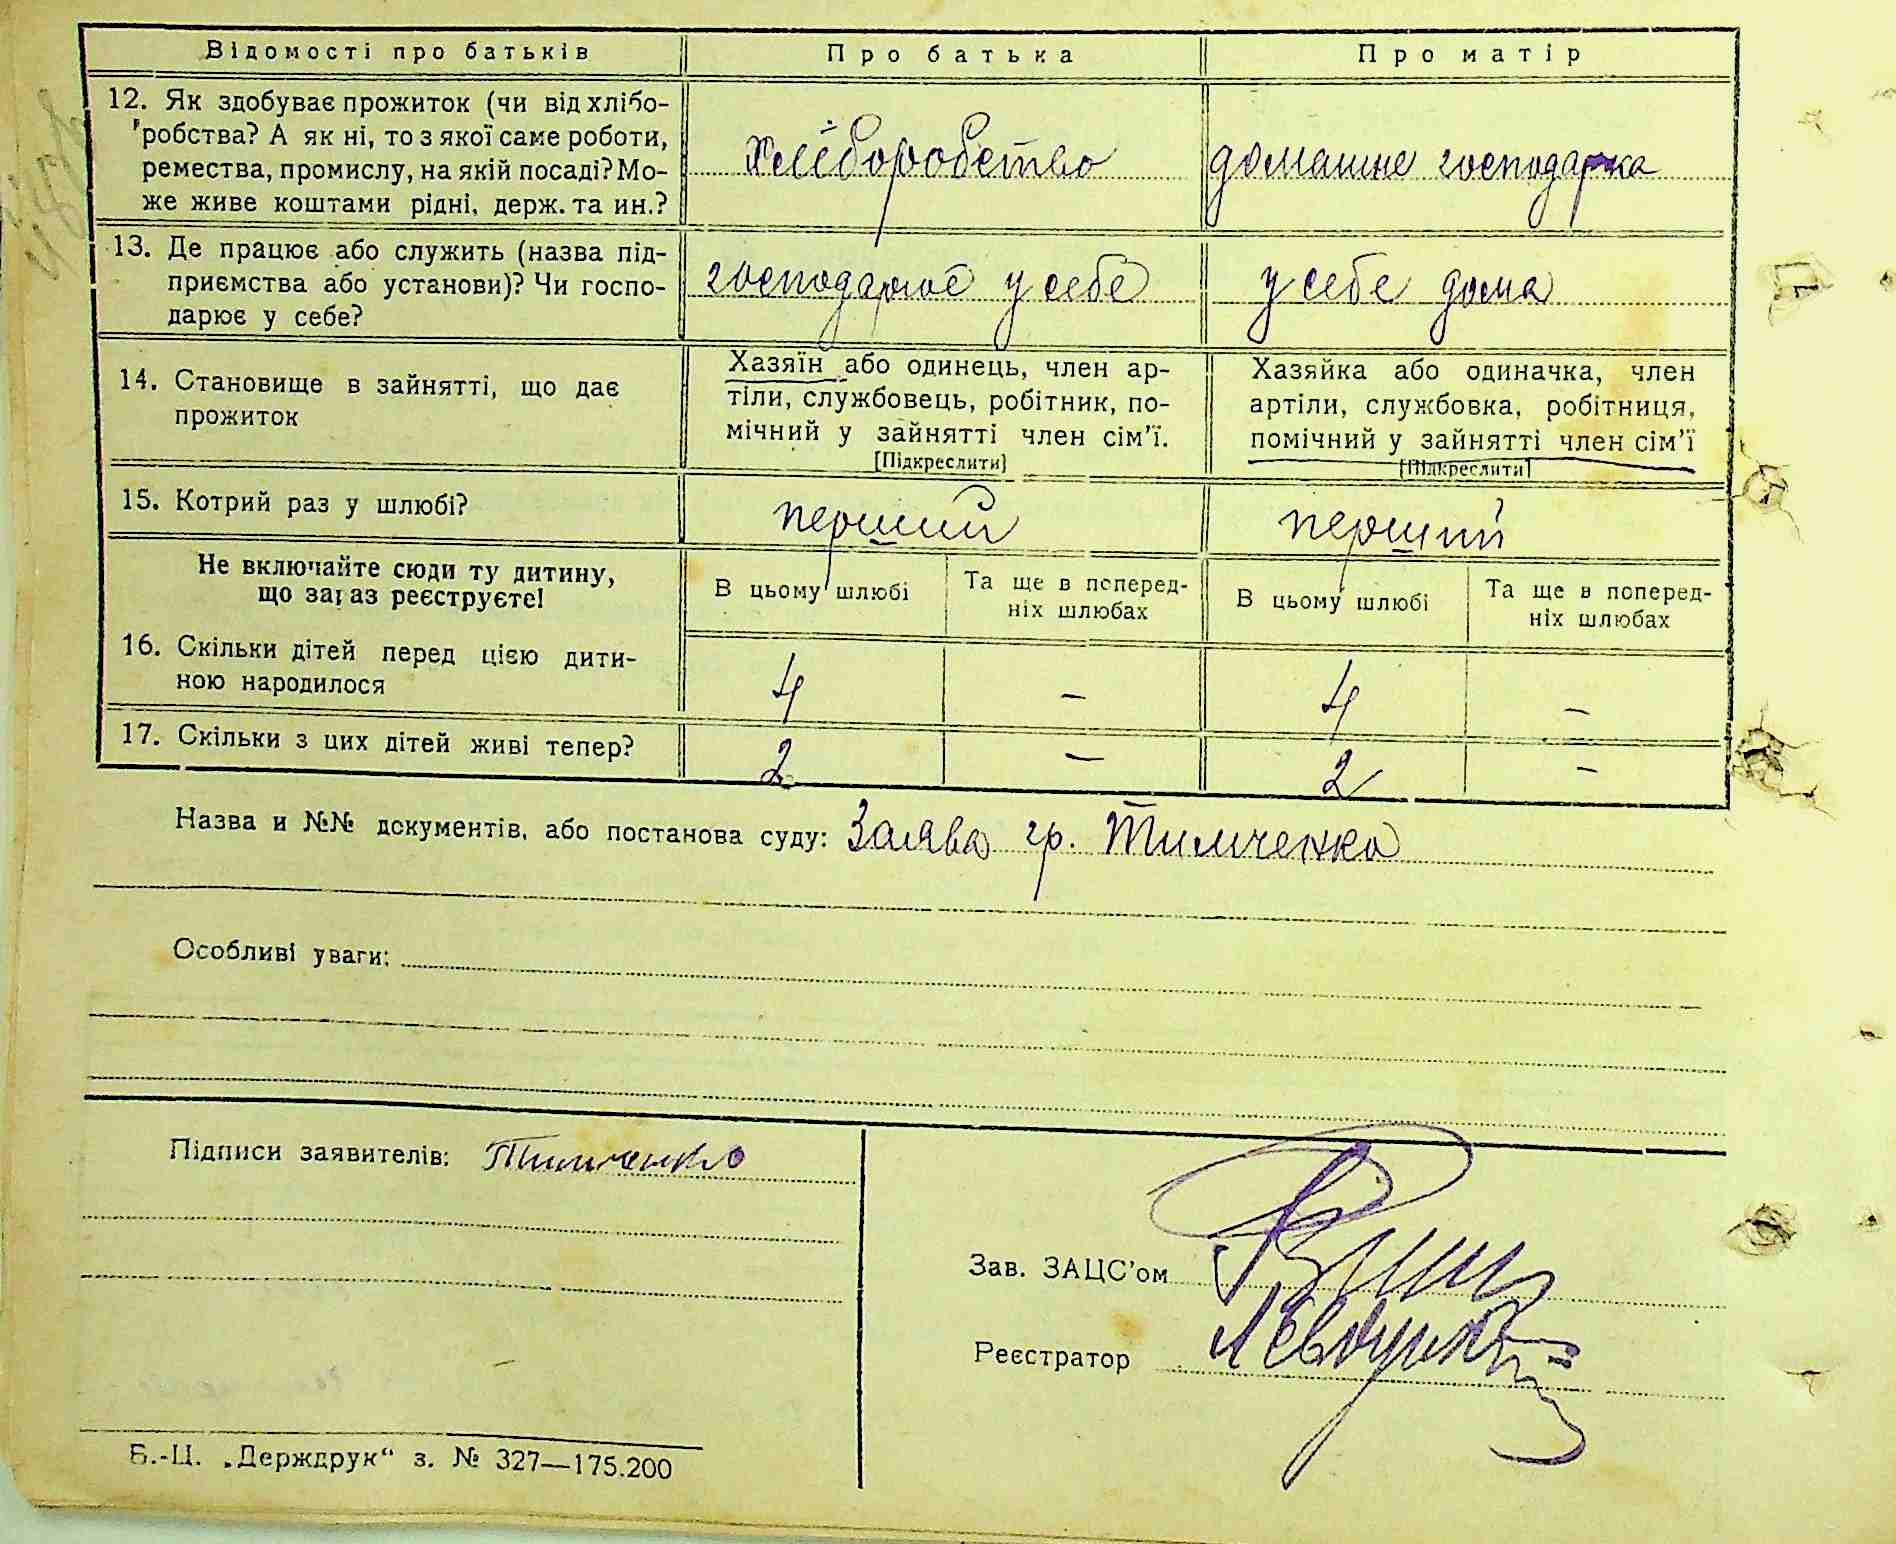 Відомості про батьків Про батька Про матір
12. Як здобуває прожиток (чи від хлібо-
робства? А як ні, то з якої саме роботи,
ремества, промислу, на якій посаді? Мо-
же живе коштами рідні, держ. та ин.?
хліборобство домашне господарка
13. Де працює або служить (назва під-
приємства або установи)? Чи госпо-
дарює у себе?
господарює у себе у себе дома
14. Становище в зайнятті, що дає
прожиток
Хазяїн або одинець, член ар-
тіли, службовець, робітник, по-
мічний у зайнятті член сім'ї.
[Підкреслити]
Хазяйка або одиначка, член
артіли, службовка, робітниця,
помічний у зайнятті член сім'ї
[Підкреслити]
15. Котрий раз у шлюбі? перший перший
Не включайте сюди ту дитину,
що зараз реєструєте!
В цьому шлюбі
Та ще в поперед-
ніх шлюбах
В цьому шлюбі
Та ще в поперед-
ніх шлюбах
16. Скільки дітей перед цією дити-
ною народилося
4 – 4 –
17. Скільки з цих дітей живі тепер? 2 – 2 –
Назва и №№ документів, або постанова суду: Заява гр. Тимченка
Особливі уваги:
Підписи заявителів: Тимченко
Зав. ЗАЦС'ом
Реєстратор
Б.-Ц. „Держдрук“ з. № 327—175.200